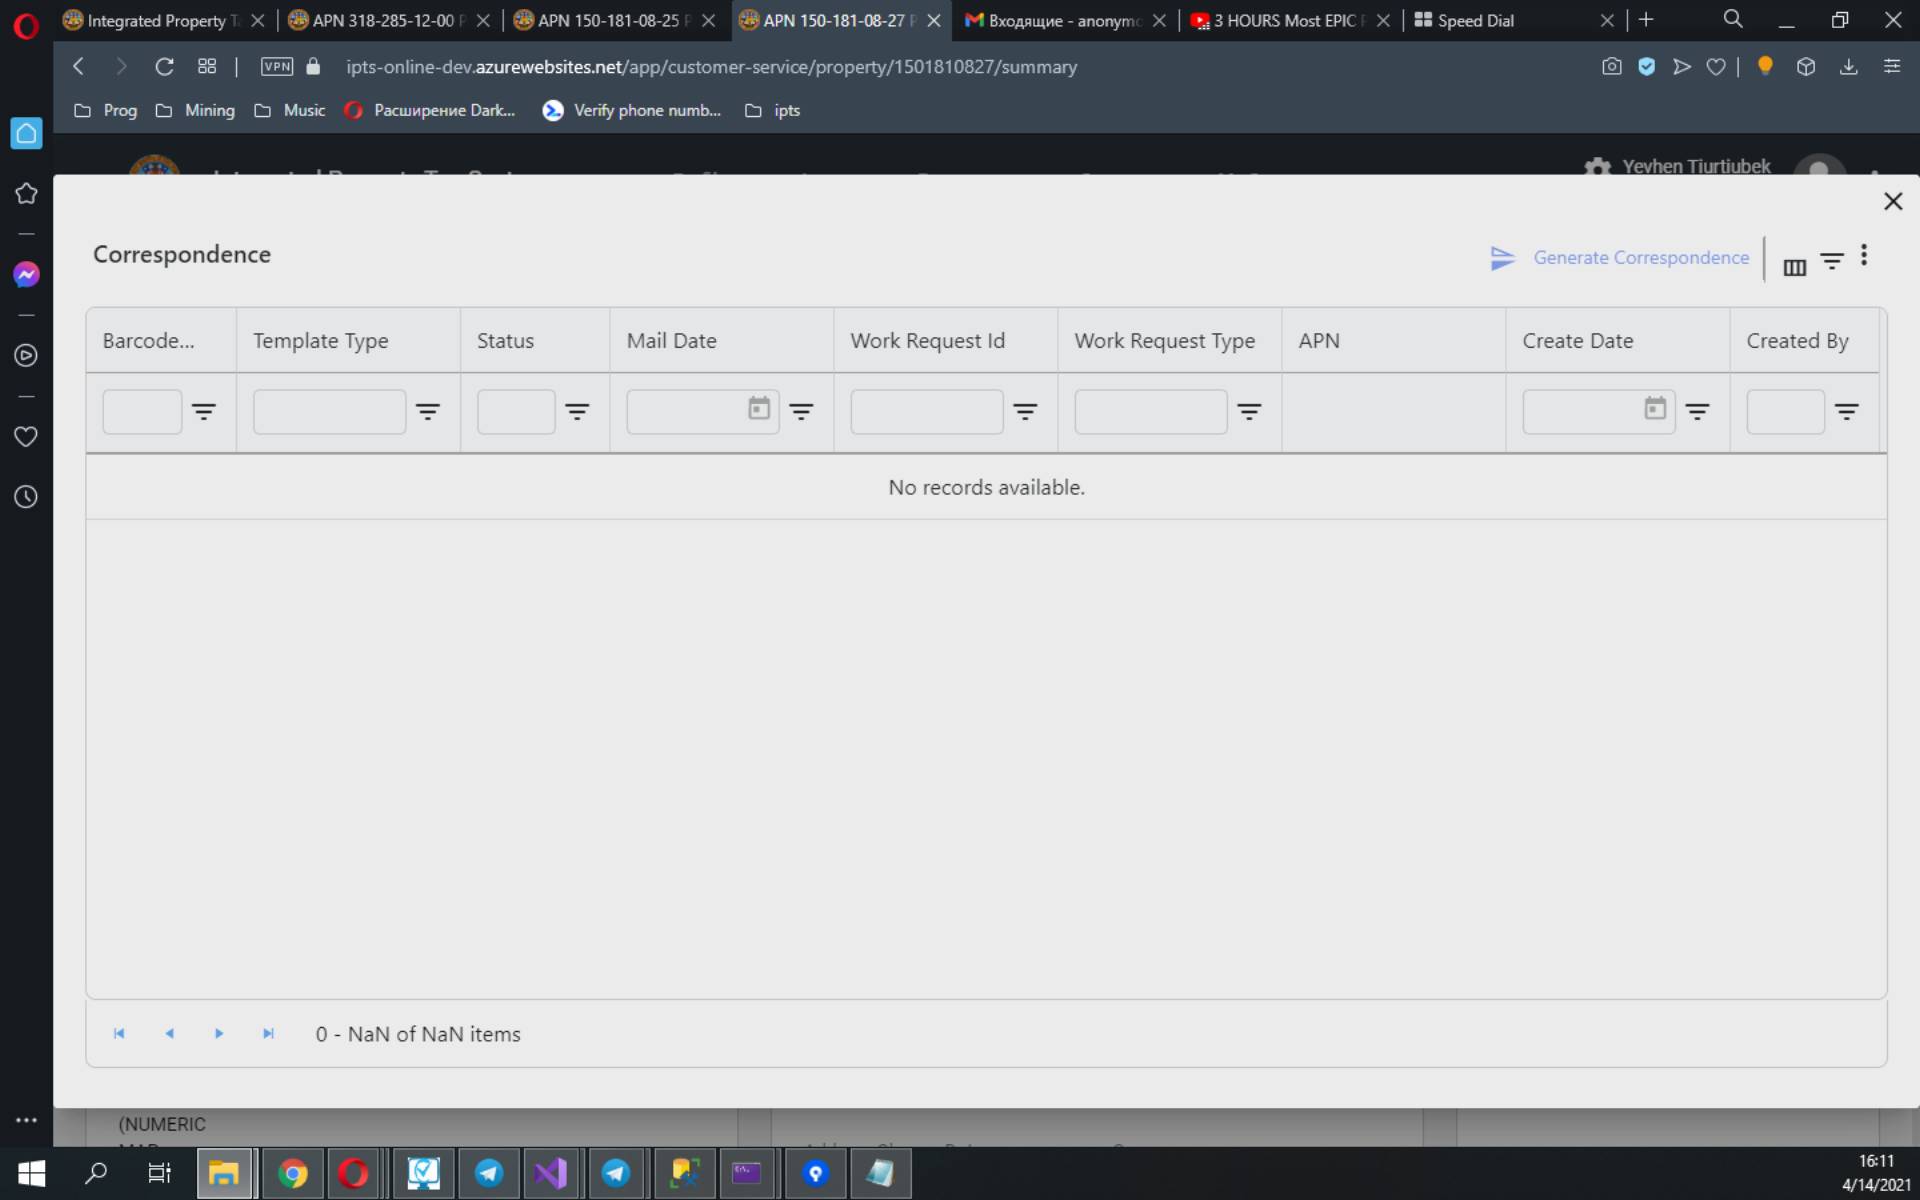 Integrated Property
APN 318-285-12-00
APN 150-181-08-25
APN 150-181-08-27
Входящие - anonym
3 HOURS Most EPIC
Speed Dial
VPN
ipts-online-dev.azurewebsites.net/app/customer-service/property/1501810827/summary
Prog
Mining
Music
Расширение Dark...
Verify phone numb...
ipts
Yevhen Tiurtiubek
Correspondence
Generate Correspondence
Barcode...
Template Type
Status
Mail Date
Work Request Id
Work Request Type
APN
Create Date
Created By
No records available.
0 - NaN of NaN items
(NUMERIC
16:11
4/14/2021